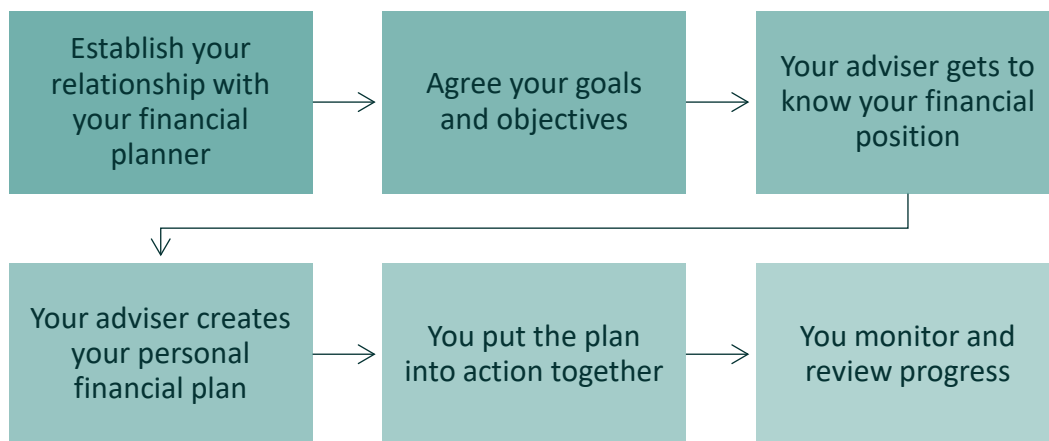 Establish your
relationship with
your financial
planner
Agree your goals
and objectives
Your adviser gets to
know your financial
position
Your adviser creates
your personal
financial plan
You put the plan
into action together
You monitor and
review progress